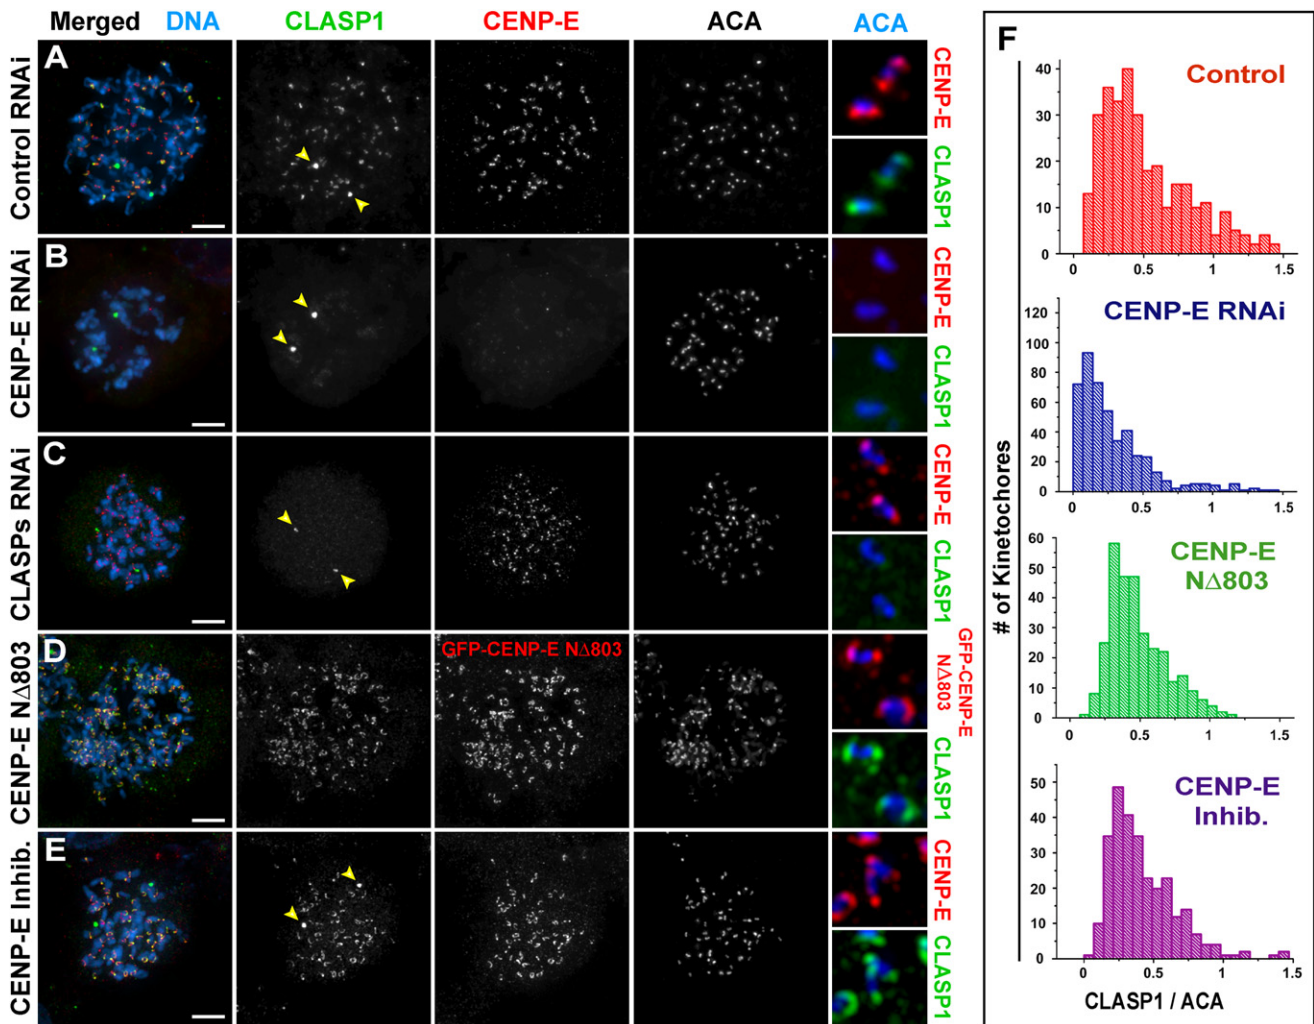 Merged DNA CLASP1 CENP-E ACA ACA
A
Control RNAi
CENP-E
CLASP1
B
CENP-E RNAi
CENP-E
CLASP1
C
CLASPs RNAi
CENP-E
CLASP1
D
CENP-E NΔ803
GFP-CENP-E NΔ803
GFP-CENP-E
NΔ803
CLASP1
E
CENP-E Inhib.
CENP-E
CLASP1
F
# of Kinetochores
Control
40
30
20
10
0
0 0.5 1 1.5
CENP-E RNAi
120
100
80
60
40
20
0
0 0.5 1 1.5
CENP-E
NΔ803
60
50
40
30
20
10
0
0 0.5 1 1.5
CENP-E
Inhib.
50
40
30
20
10
0
0 0.5 1 1.5
CLASP1 / ACA